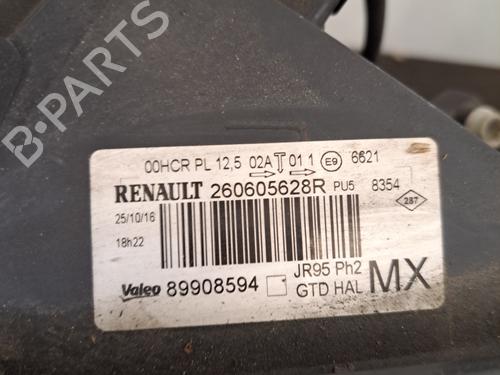 00HCR PL 12,5 02A T 01 1 E9 6621
RENAULT 260605628R PU5 8354
287
25/10/16
18h22
Valeo 89908594
JR95 Ph2
GTD HAL
MX
B-PARTS